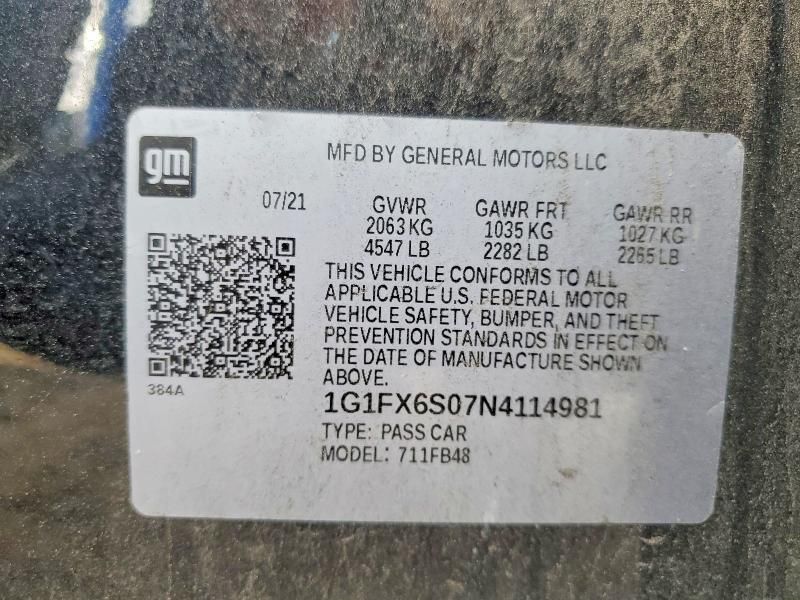 gm
MFD BY GENERAL MOTORS LLC
07/21 GVWR GAWR FRT GAWR RR
2063 KG 1035 KG 1027 KG
4547 LB 2282 LB 2265 LB
THIS VEHICLE CONFORMS TO ALL
APPLICABLE U.S. FEDERAL MOTOR
VEHICLE SAFETY, BUMPER, AND THEFT
PREVENTION STANDARDS IN EFFECT ON
THE DATE OF MANUFACTURE SHOWN
ABOVE.
384A
1G1FX6S07N4114981
TYPE: PASS CAR
MODEL: 711FB48